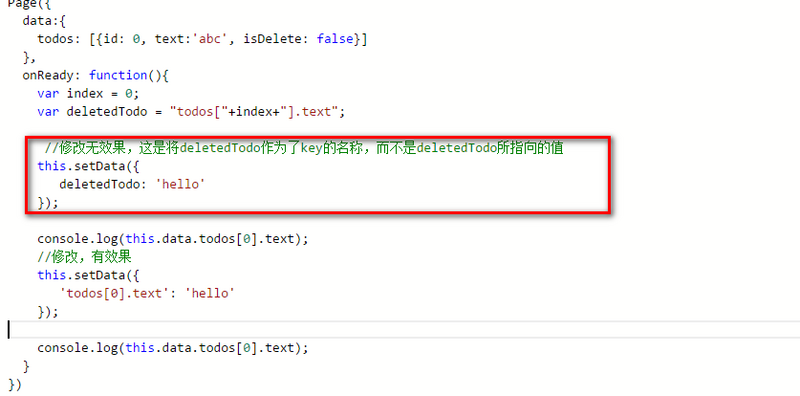 Page({
data:{
todos: [{id: 0, text:'abc', isDelete: false}]
},
onReady: function(){
var index = 0;
var deletedTodo = "todos["+index+"].text";
//修改无效果，这是将deletedTodo作为了key的名称，而不是deletedTodo所指向的值
this.setData({
deletedTodo: 'hello'
});
console.log(this.data.todos[0].text);
//修改，有效果
this.setData({
'todos[0].text': 'hello'
});
console.log(this.data.todos[0].text);
}
})